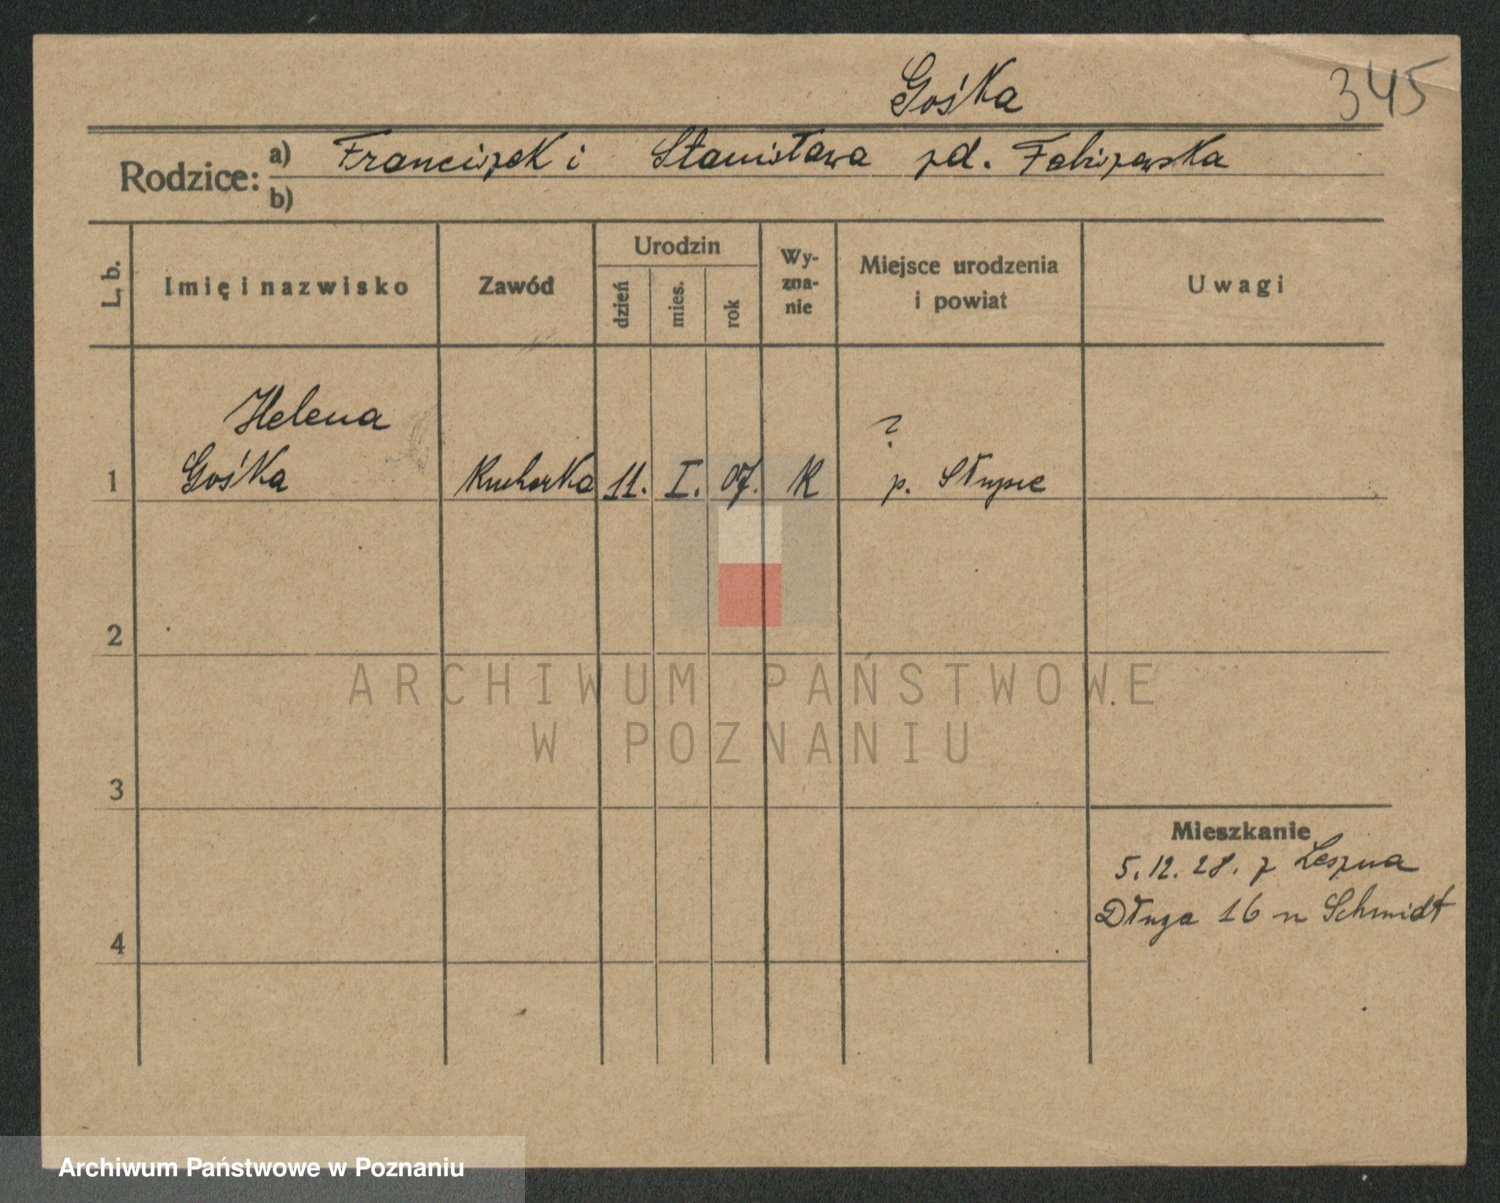 Gośka
345
Rodzice:
a) Franciszek i Stanisława zd. Fabiszewska
b)
L. b.
Imię i nazwisko
Zawód
Urodzin
dzień
mies.
rok
Wy-
zna-
nie
Miejsce urodzenia
i powiat
Uwagi
Helena
?
1 Gośka Kucharka 11. I. 07. K p. Słupce
2
3
4
Mieszkanie
5.12.28. z Leszna
Długa 16 u Schmidt
ARCHIWUM PAŃSTWOWE
W POZNANIU
Archiwum Państwowe w Poznaniu